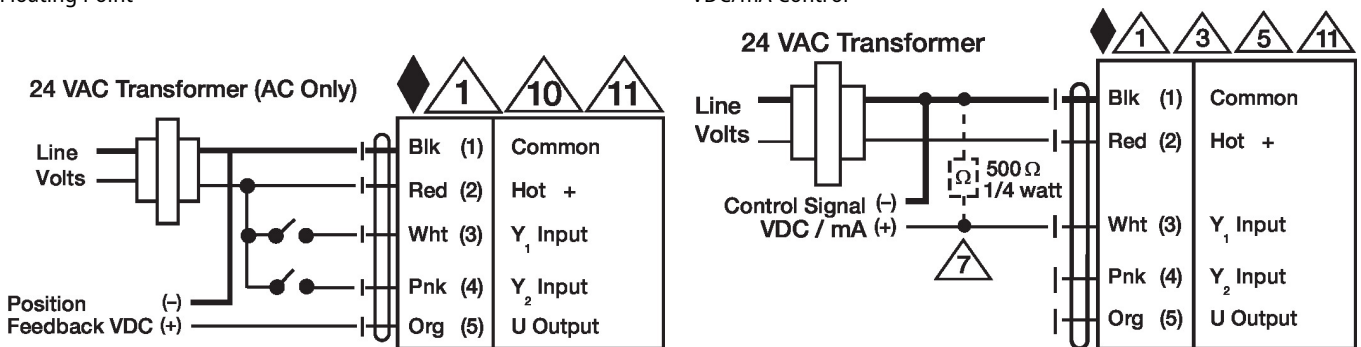 Floating Point
24 VAC Transformer (AC Only)
1 10 11
Line
Volts
Blk (1) Common
Red (2) Hot +
Wht (3) Y1 Input
Pnk (4) Y2 Input
Org (5) U Output
Position (–)
Feedback VDC (+)
VDC/mA Control
24 VAC Transformer
1 3 5 11
Line
Volts
Blk (1) Common
Red (2) Hot +
Ω 500 Ω
1/4 watt
Control Signal (–)
VDC / mA (+)
7
Wht (3) Y1 Input
Pnk (4) Y2 Input
Org (5) U Output